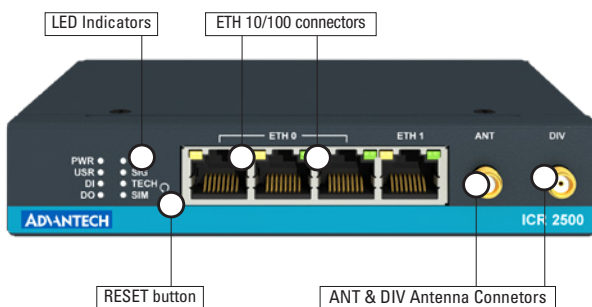 LED Indicators
ETH 10/100 connectors
ETH 0
ETH 1
ANT
DIV
PWR
USR
SIG
DI
TECH
DO
SIM
ADVANTECH
ICR 2500
RESET button
ANT & DIV Antenna Connetors